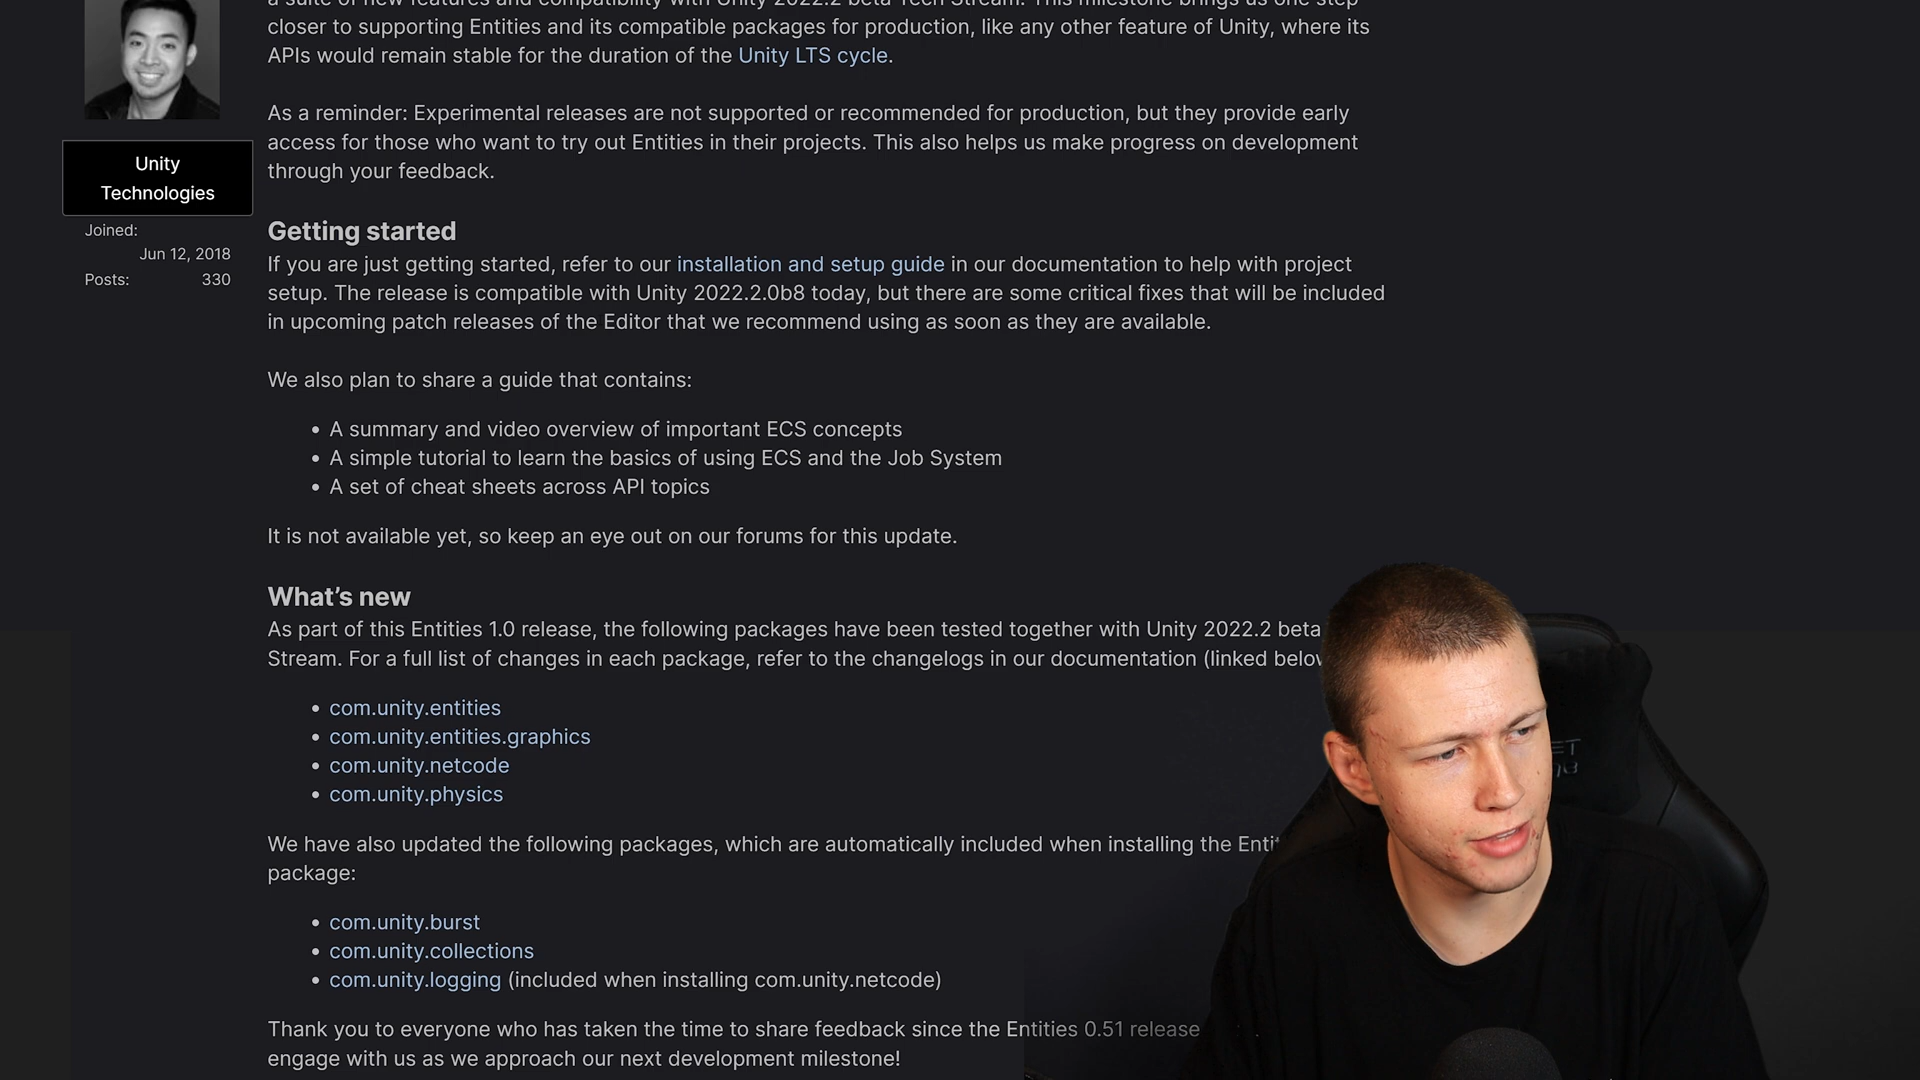 a suite of new features and compatibility with Unity 2022.2 beta Tech Stream. This milestone brings us one step
closer to supporting Entities and its compatible packages for production, like any other feature of Unity, where its
APIs would remain stable for the duration of the Unity LTS cycle.
As a reminder: Experimental releases are not supported or recommended for production, but they provide early
access for those who want to try out Entities in their projects. This also helps us make progress on development
through your feedback.
Unity
Technologies
Joined:
Jun 12, 2018
Posts: 330
Getting started
If you are just getting started, refer to our installation and setup guide in our documentation to help with project
setup. The release is compatible with Unity 2022.2.0b8 today, but there are some critical fixes that will be included
in upcoming patch releases of the Editor that we recommend using as soon as they are available.
We also plan to share a guide that contains:
• A summary and video overview of important ECS concepts
• A simple tutorial to learn the basics of using ECS and the Job System
• A set of cheat sheets across API topics
It is not available yet, so keep an eye out on our forums for this update.
What's new
As part of this Entities 1.0 release, the following packages have been tested together with Unity 2022.2 beta
Stream. For a full list of changes in each package, refer to the changelogs in our documentation (linked below
• com.unity.entities
• com.unity.entities.graphics
• com.unity.netcode
• com.unity.physics
We have also updated the following packages, which are automatically included when installing the Enti
package:
• com.unity.burst
• com.unity.collections
• com.unity.logging (included when installing com.unity.netcode)
Thank you to everyone who has taken the time to share feedback since the Entities 0.51 release
engage with us as we approach our next development milestone!